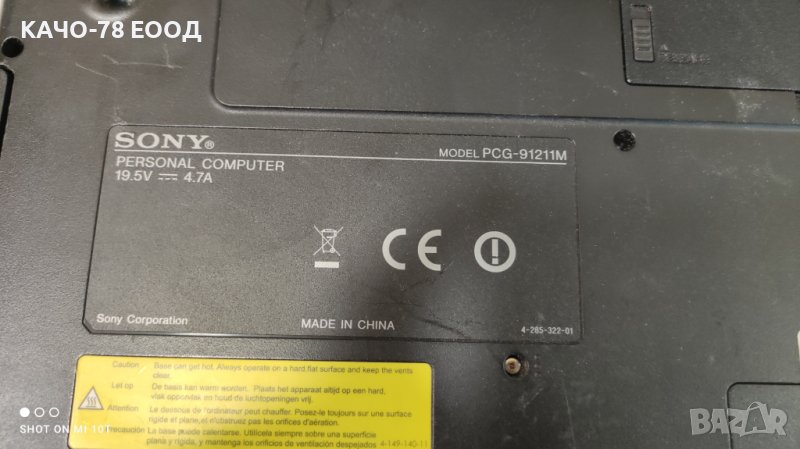 КАЧО-78 ЕООД
SONY®
PERSONAL COMPUTER
19.5V 4.7A
MODEL PCG-91211M
CE
Sony Corporation
MADE IN CHINA
4-285-322-01
Caution
Base can get hot. Always operate on a hard,flat surface and keep the vents
clear.
Let op
De basis kan warm worden. Plaats het apparaat altijd op een hard,
vlak oppervlak en houd de luchtopeningen vrij.
Attention
Le dessous de l'ordinateur peut chauffer. Posez-le toujours sur une surface
rigide et plane,et n'obstruez pas les orifices d'aération.
Precaución
La base puede calentarse. Utilícela siempre sobre una superficie
plana y rígida, y mantenga los orificios de ventilación despejados
4-149-140-11
SHOT ON MI 10T
BAZAR